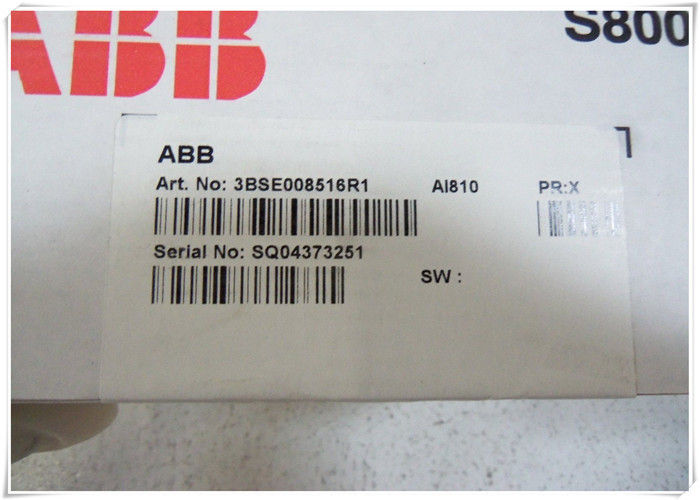 ABB
S800
ABB
Art. No: 3BSE008516R1 AI810 PR:X
Serial No: SQ04373251
SW :